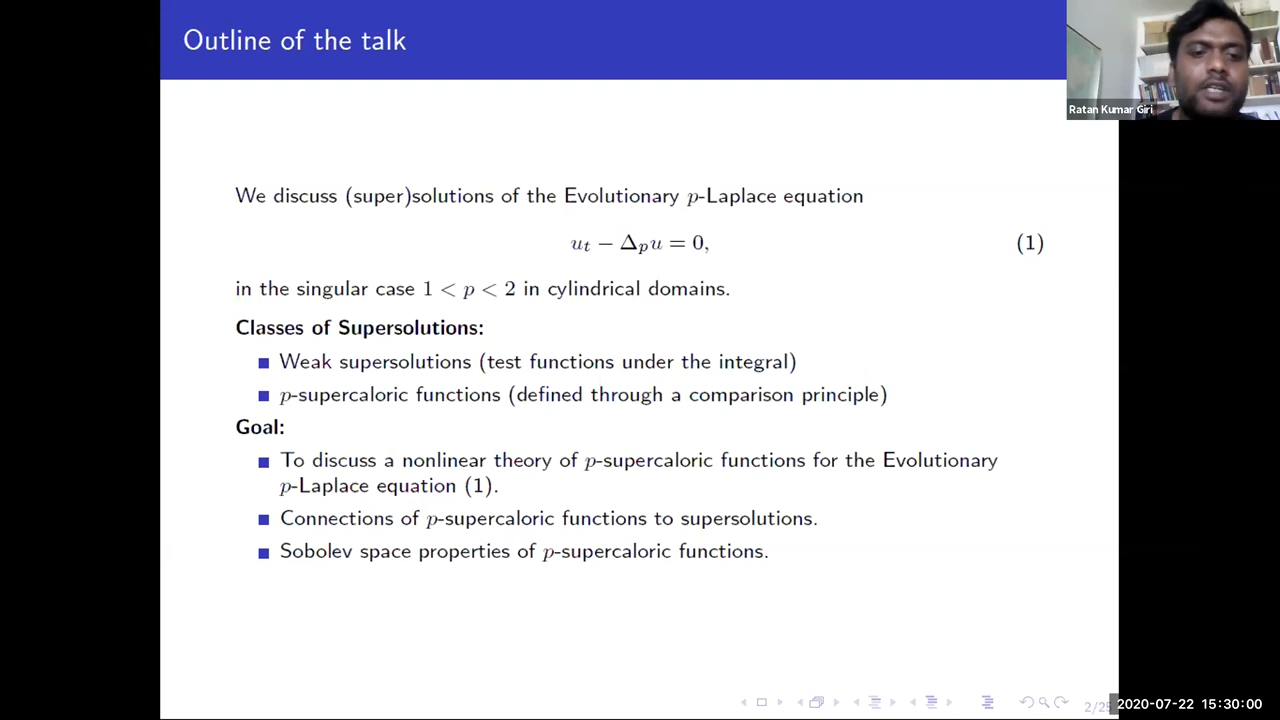 Outline of the talk
Ratan Kumar Giri
We discuss (super)solutions of the Evolutionary p-Laplace equation
u_t − Δ_p u = 0, (1)
in the singular case 1 < p < 2 in cylindrical domains.
Classes of Supersolutions:
Weak supersolutions (test functions under the integral)
p-supercaloric functions (defined through a comparison principle)
Goal:
To discuss a nonlinear theory of p-supercaloric functions for the Evolutionary
p-Laplace equation (1).
Connections of p-supercaloric functions to supersolutions.
Sobolev space properties of p-supercaloric functions.
2020-07-22 15:30:00